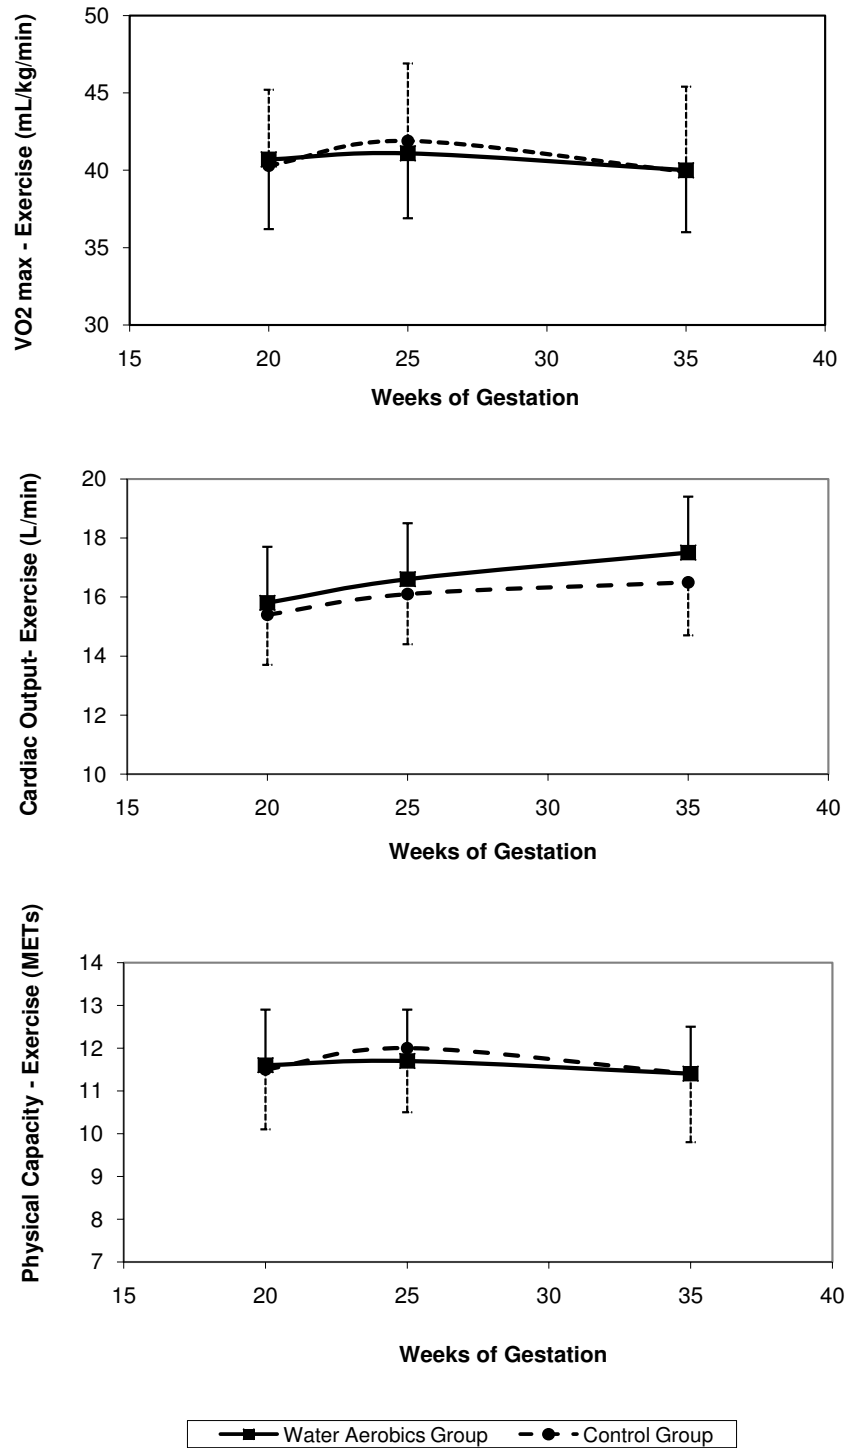 VO2 max - Exercise (mL/kg/min)
50
45
40
35
30
15 20 25 30 35 40
Weeks of Gestation
Cardiac Output- Exercise (L/min)
20
18
16
14
12
10
15 20 25 30 35 40
Weeks of Gestation
Physical Capacity - Exercise (METs)
14
13
12
11
10
9
8
7
15 20 25 30 35 40
Weeks of Gestation
Water Aerobics Group Control Group